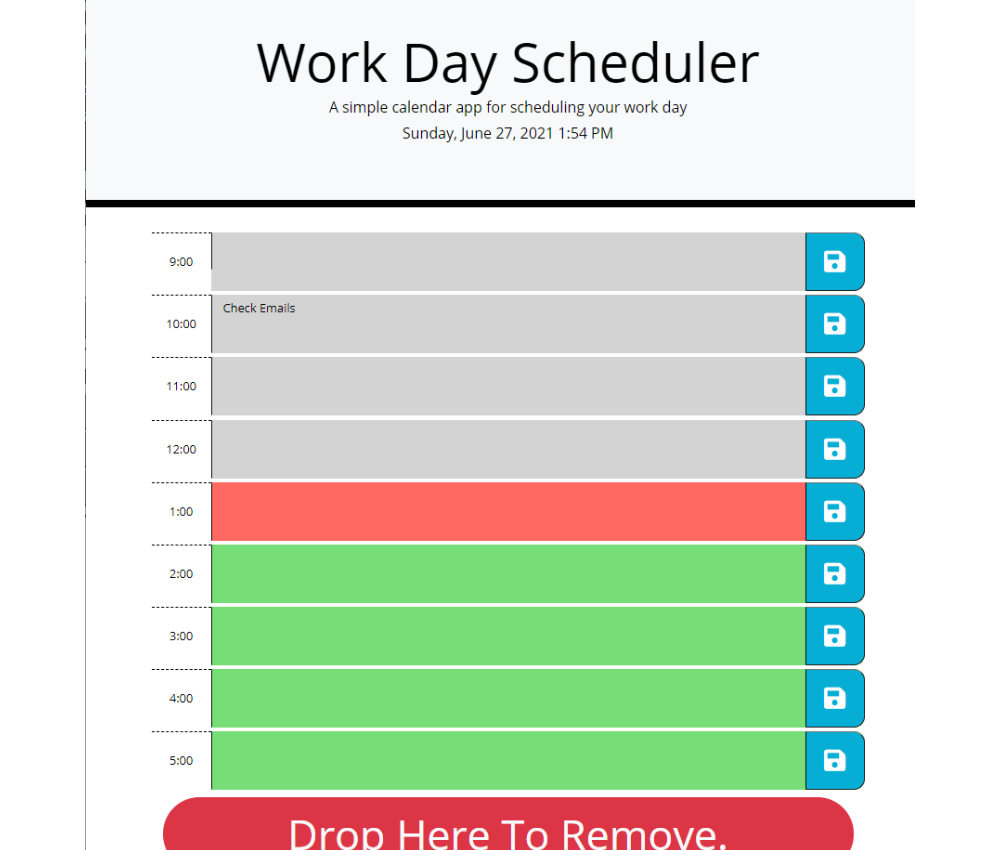 Work Day Scheduler
A simple calendar app for scheduling your work day
Sunday, June 27, 2021 1:54 PM
9:00
10:00 Check Emails
11:00
12:00
1:00
2:00
3:00
4:00
5:00
Drop Here To Remove.